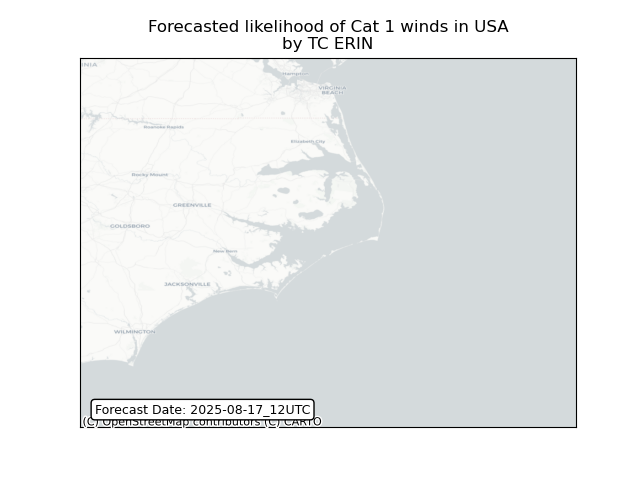 Forecasted likelihood of Cat 1 winds in USA
by TC ERIN
NIA
Hampton
VIRGINIA
BEACH
Roanoke Rapids
Elizabeth City
Rocky Mount
GREENVILLE
GOLDSBORO
New Bern
JACKSONVILLE
WILMINGTON
Forecast Date: 2025-08-17_12UTC
(C) OpenStreetMap contributors (C) CARTO